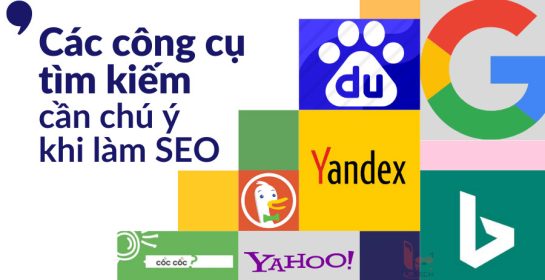 Các công cụ
tìm kiếm
cần chú ý
khi làm SEO
du
G
Yandex
cốc cốc
?
YAHOO!
b